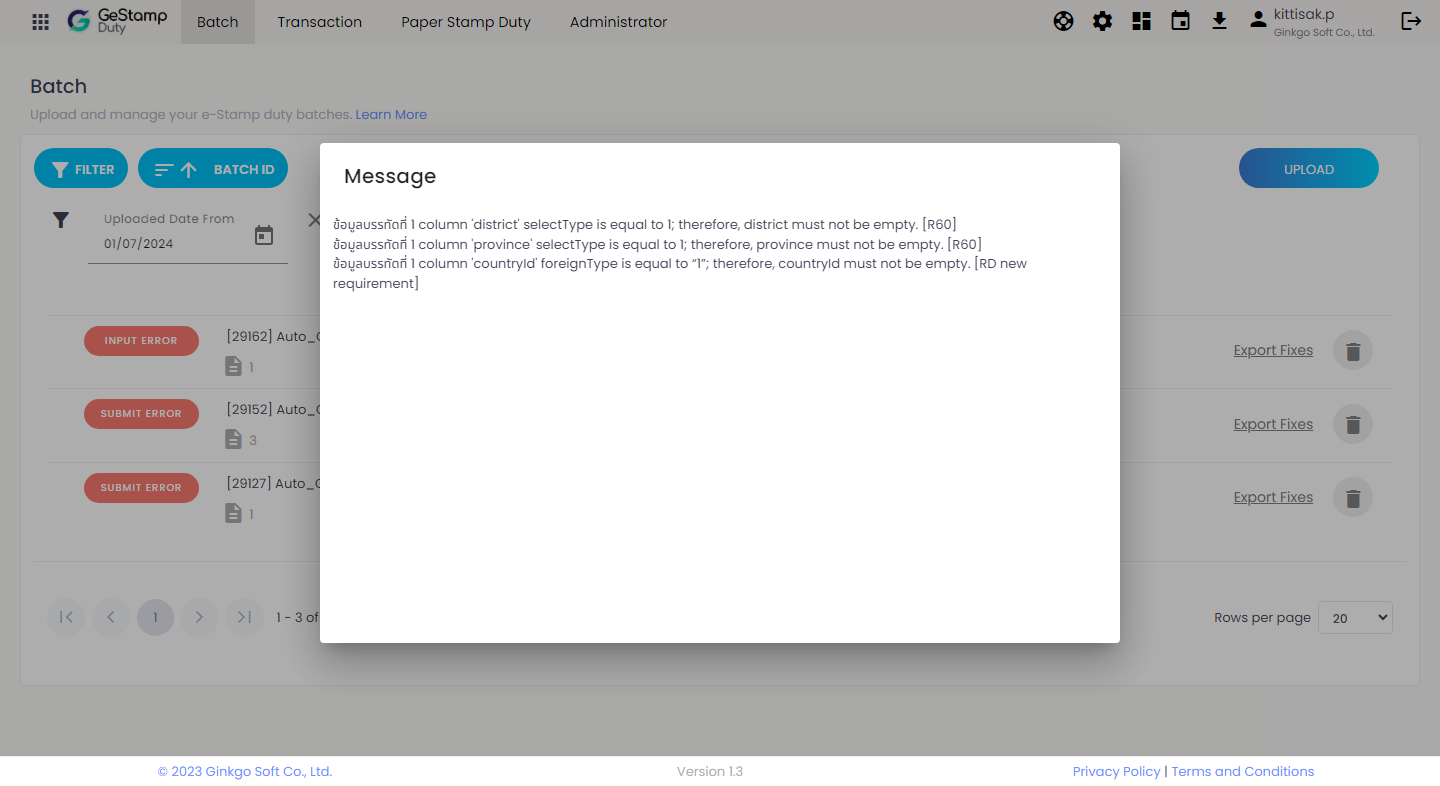 GeStamp
Duty
Batch
Transaction
Paper Stamp Duty
Administrator
kittisak.p
Ginkgo Soft Co., Ltd.
Batch
Upload and manage your e-Stamp duty batches. Learn More
FILTER
BATCH ID
UPLOAD
Uploaded Date From
01/07/2024
Message
ข้อมูลบรรทัดที่ 1 column 'district' selectType is equal to 1; therefore, district must not be empty. [R60]
ข้อมูลบรรทัดที่ 1 column 'province' selectType is equal to 1; therefore, province must not be empty. [R60]
ข้อมูลบรรทัดที่ 1 column 'countryId' foreignType is equal to “1”; therefore, countryId must not be empty. [RD new
requirement]
INPUT ERROR
[29162] Auto_
1
Export Fixes
SUBMIT ERROR
[29152] Auto_
3
Export Fixes
SUBMIT ERROR
[29127] Auto_
1
Export Fixes
1
1 - 3 of
Rows per page
20
© 2023 Ginkgo Soft Co., Ltd.
Version 1.3
Privacy Policy | Terms and Conditions